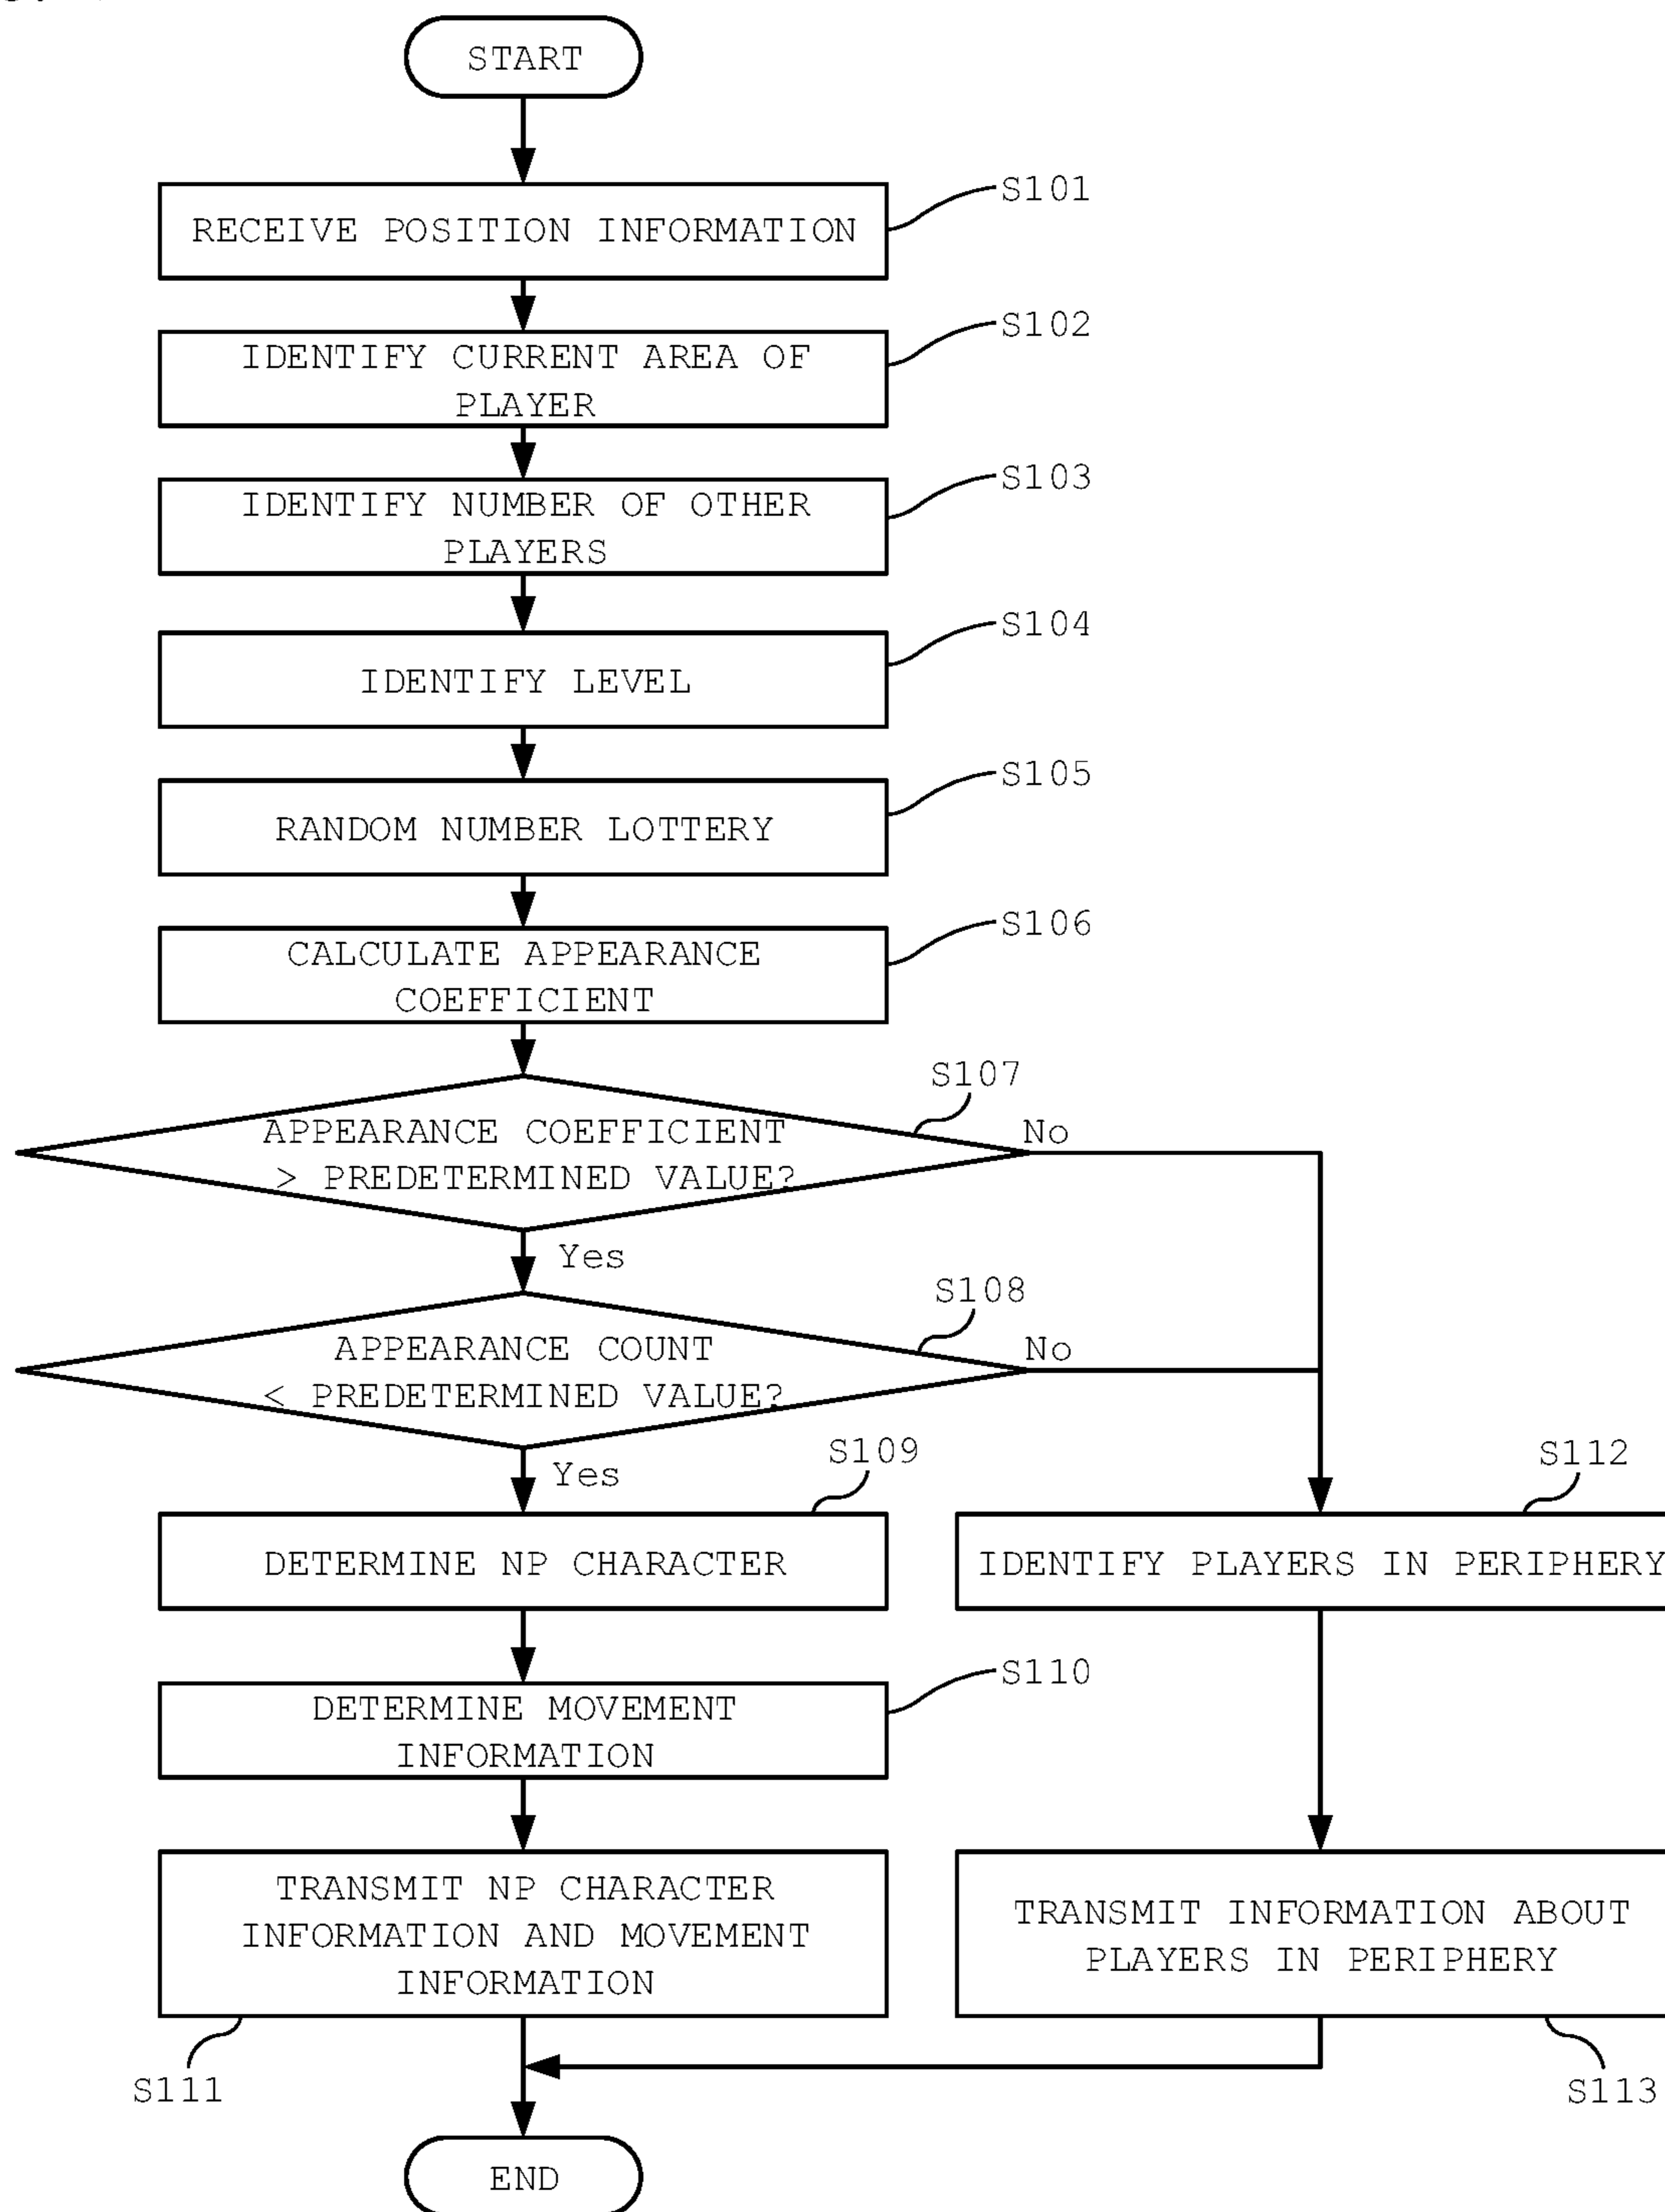 START
RECEIVE POSITION INFORMATION
S101
IDENTIFY CURRENT AREA OF
PLAYER
S102
IDENTIFY NUMBER OF OTHER
PLAYERS
S103
IDENTIFY LEVEL
S104
RANDOM NUMBER LOTTERY
S105
CALCULATE APPEARANCE
COEFFICIENT
S106
S107
APPEARANCE COEFFICIENT
> PREDETERMINED VALUE?
No
Yes
S108
APPEARANCE COUNT
< PREDETERMINED VALUE?
No
Yes
S109
DETERMINE NP CHARACTER
S112
IDENTIFY PLAYERS IN PERIPHERY
S110
DETERMINE MOVEMENT
INFORMATION
TRANSMIT NP CHARACTER
INFORMATION AND MOVEMENT
INFORMATION
S111
TRANSMIT INFORMATION ABOUT
PLAYERS IN PERIPHERY
S113
END